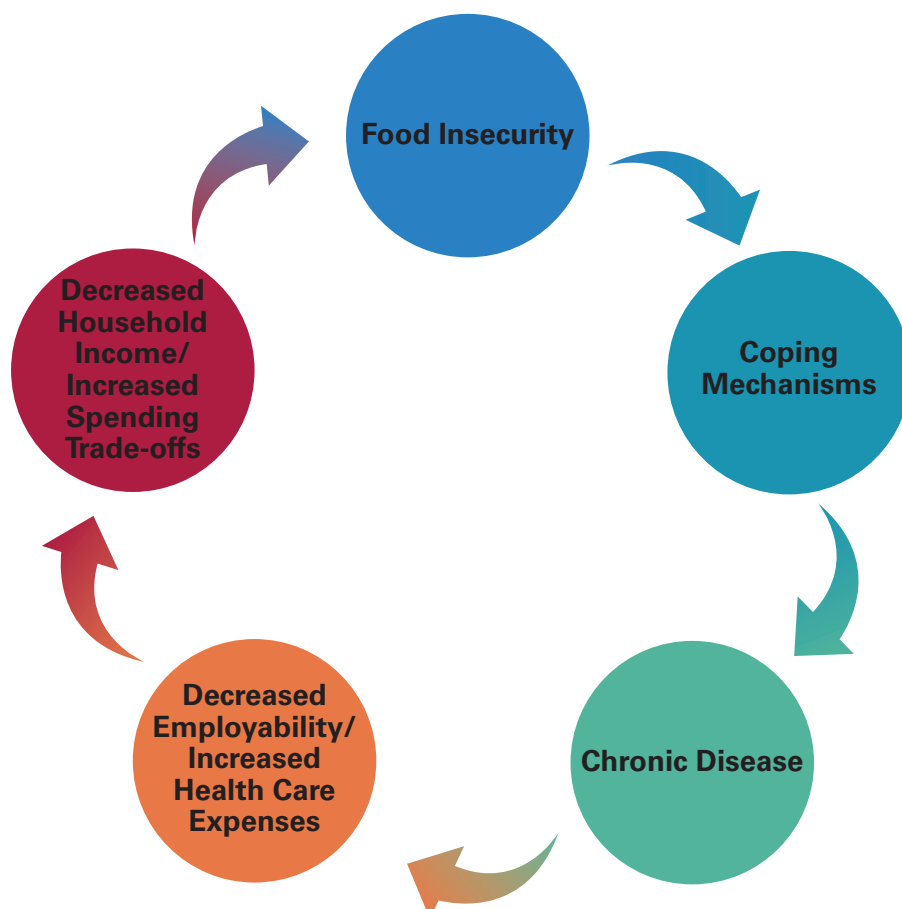 Food Insecurity
Coping
Mechanisms
Chronic Disease
Decreased
Employability/
Increased
Health Care
Expenses
Decreased
Household
Income/
Increased
Spending
Trade-offs